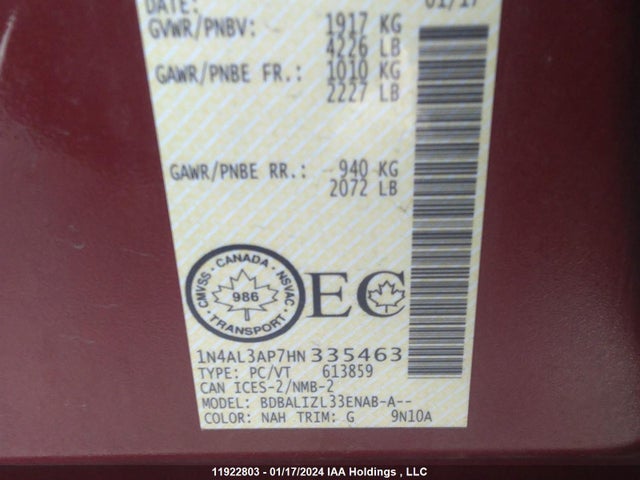 DATE: 01/17
GVWR/PNBV: 1917 KG
4226 LB
GAWR/PNBE FR.: 1010 KG
2227 LB
GAWR/PNBE RR.: 940 KG
2072 LB
CMVSS · CANADA · NSVAC
986
TRANSPORT
EC
1N4AL3AP7HN335463
TYPE: PC/VT 613859
CAN ICES-2/NMB-2
MODEL: BDBALIZL33ENAB-A--
COLOR: NAH TRIM: G 9N10A
11922803 - 01/17/2024 IAA Holdings , LLC